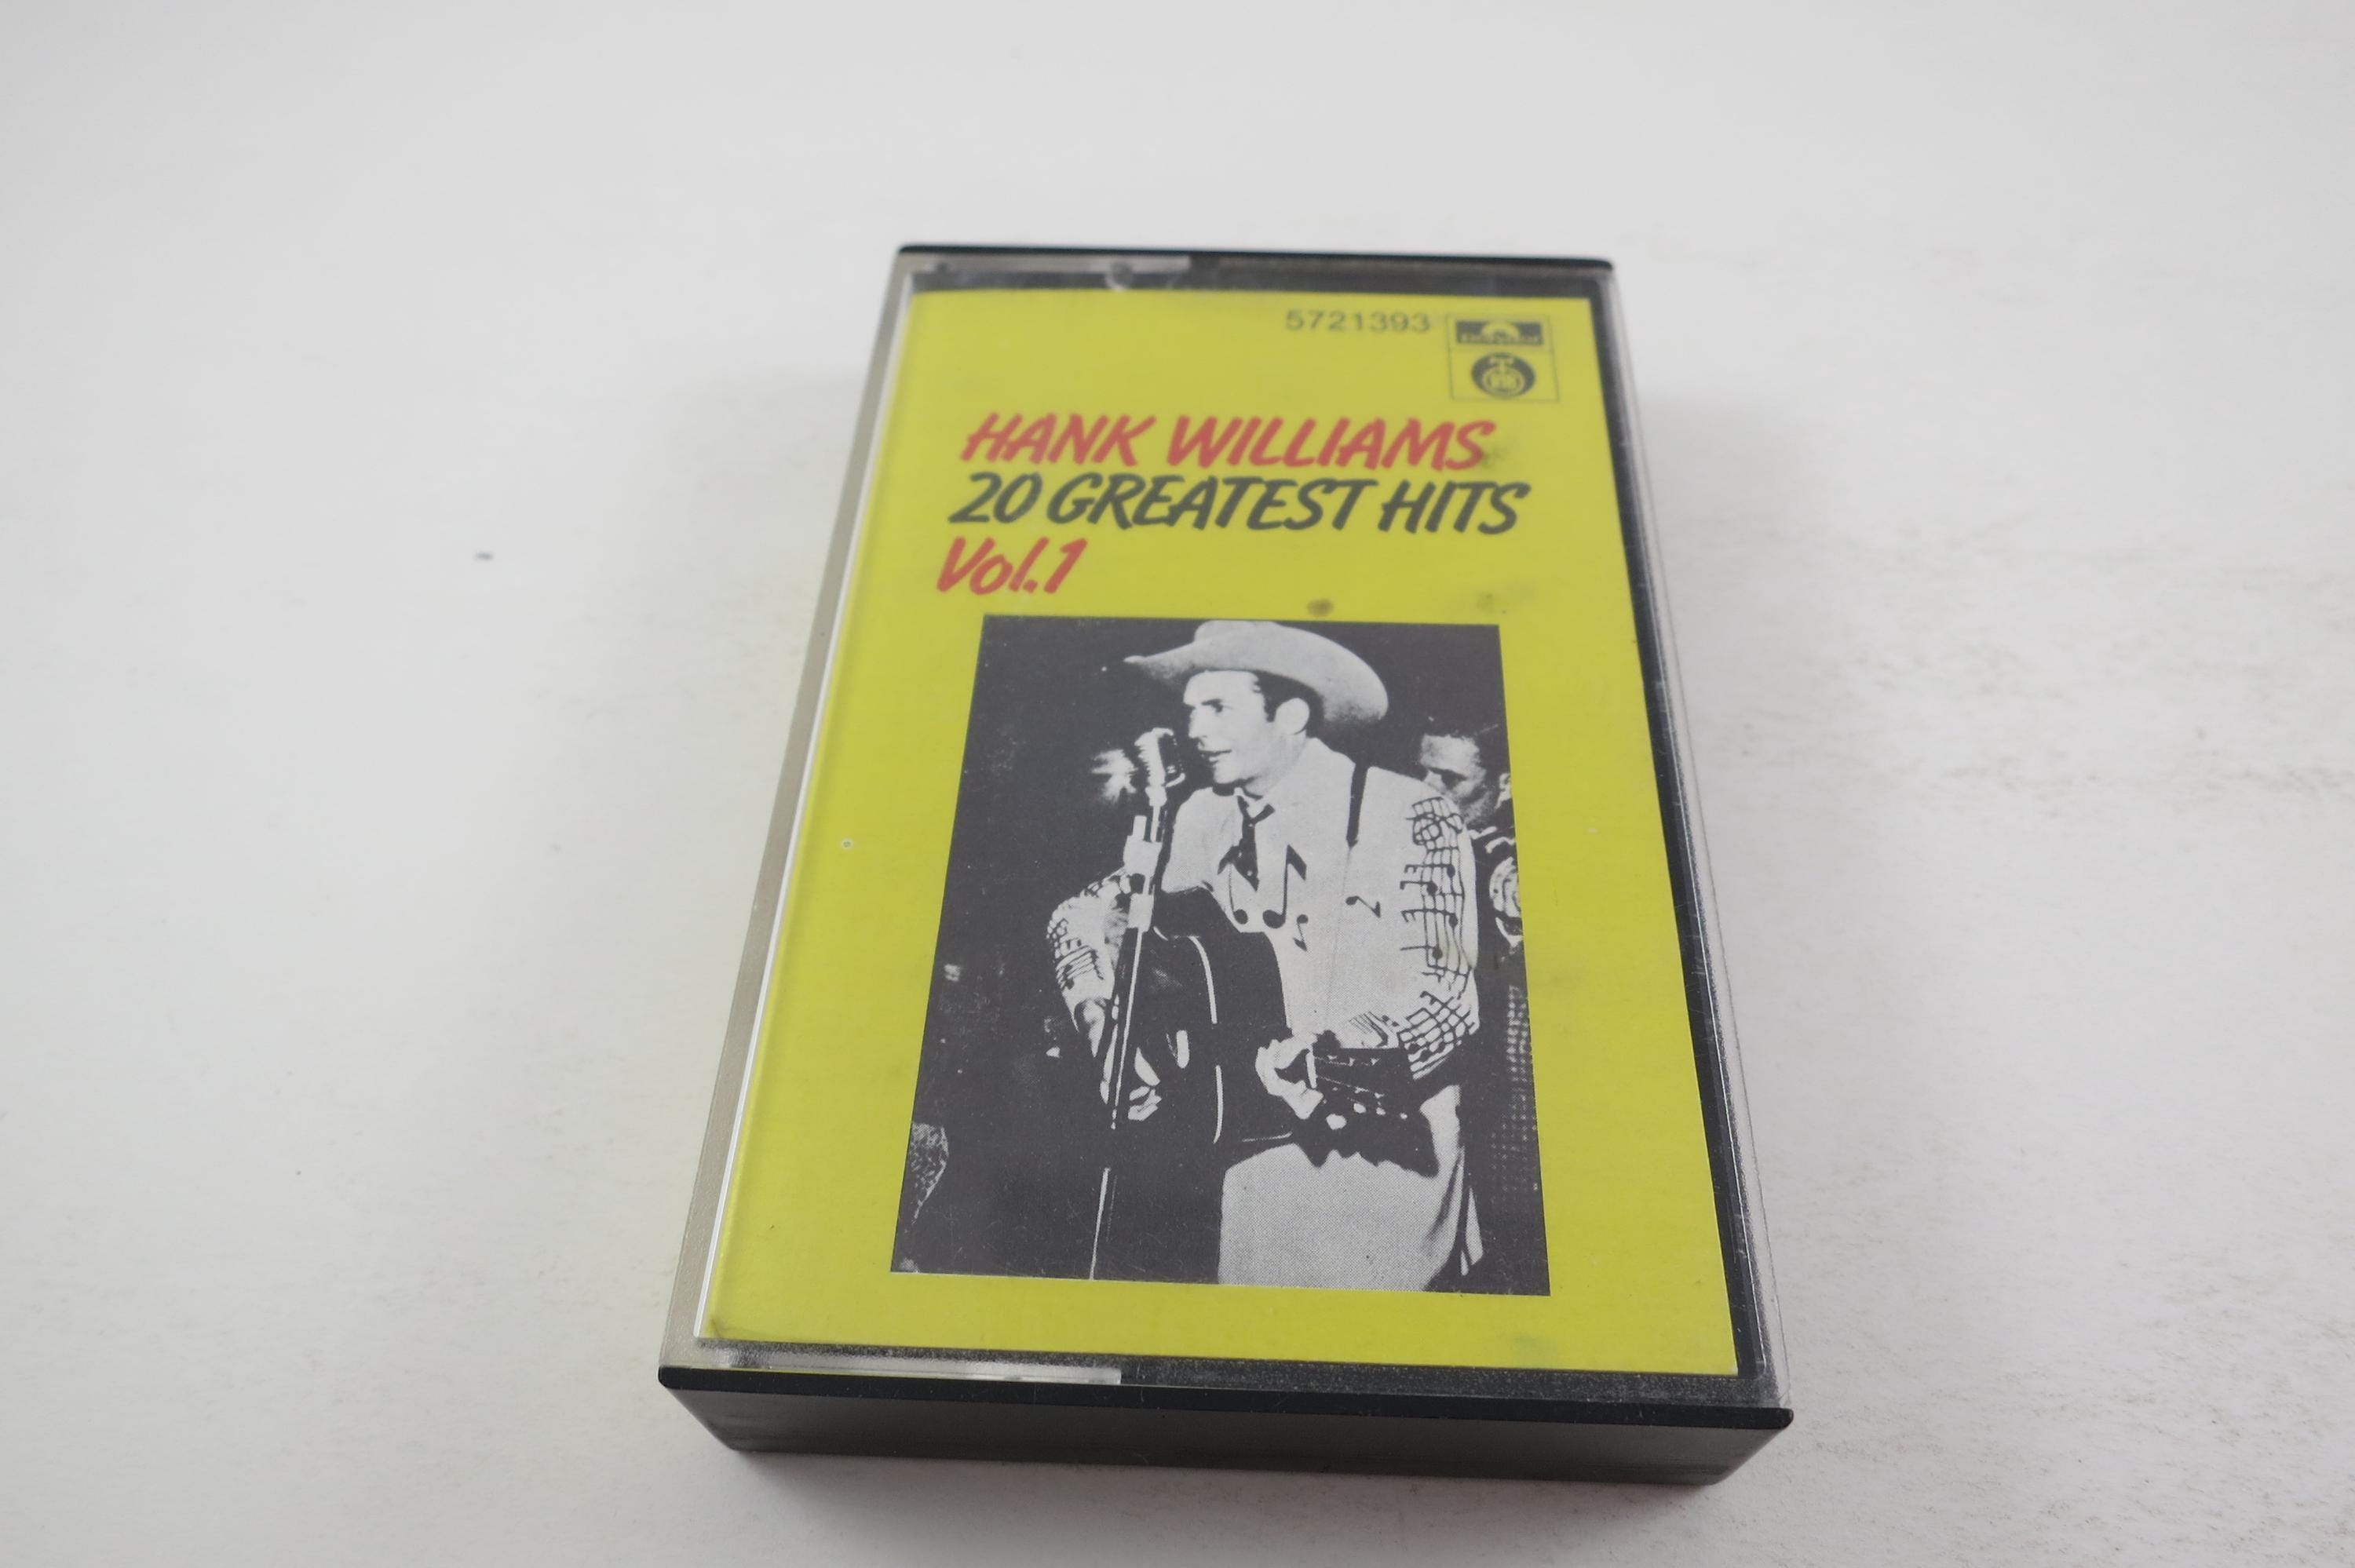 5721393
HANK WILLIAMS
20 GREATEST HITS
Vol.1